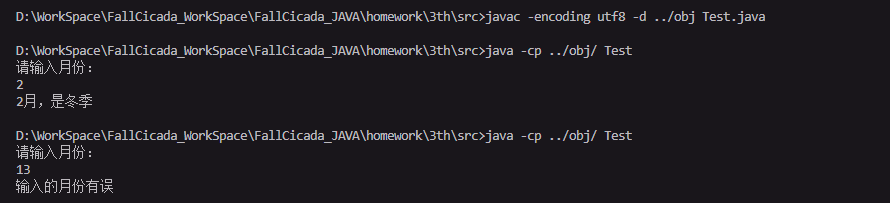 D:\WorkSpace\FallCicada_WorkSpace\FallCicada_JAVA\homework\3th\src>javac -encoding utf8 -d ../obj Test.java
D:\WorkSpace\FallCicada_WorkSpace\FallCicada_JAVA\homework\3th\src>java -cp ../obj/ Test
请输入月份：
2
2月，是冬季
D:\WorkSpace\FallCicada_WorkSpace\FallCicada_JAVA\homework\3th\src>java -cp ../obj/ Test
请输入月份：
13
输入的月份有误